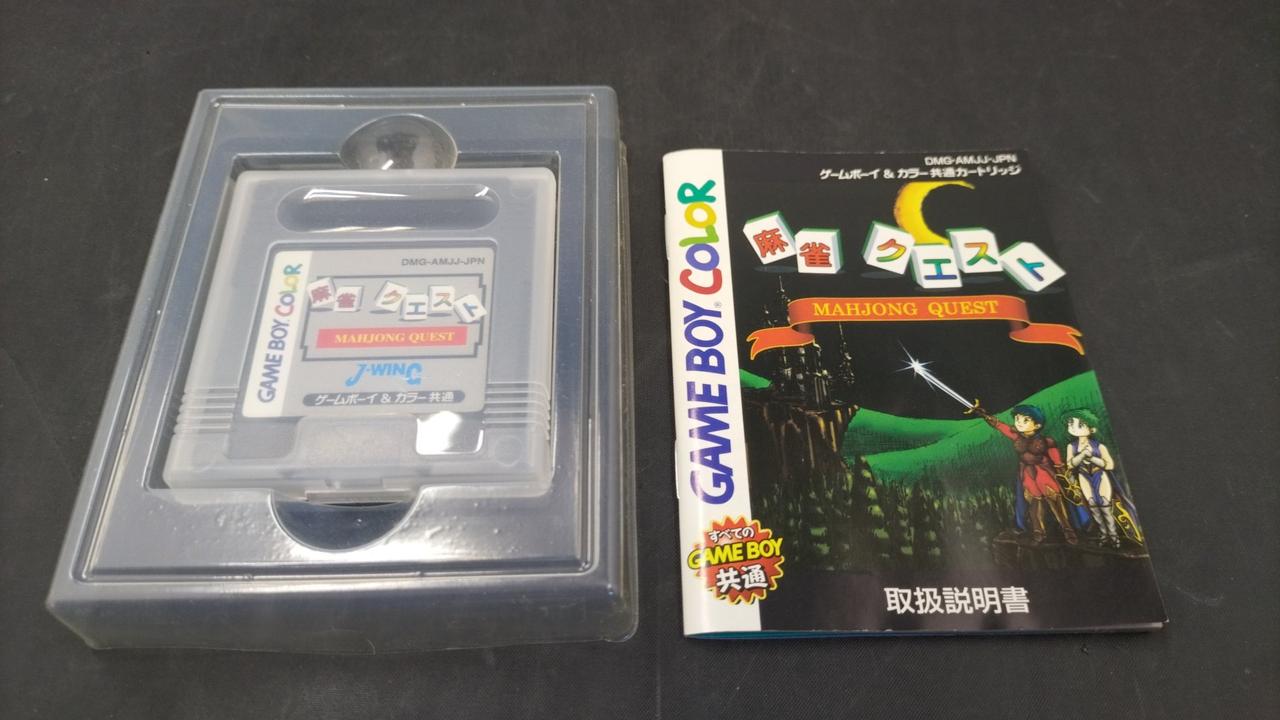 DMG-AMJJ-JPN
GAME BOY COLOR
麻雀 クエスト
MAHJONG QUEST
J-WING
ゲームボーイ & カラー 共通
DMG-AMJJ-JPN
ゲームボーイ & カラー 共通カートリッジ
GAME BOY COLOR
麻雀 クエスト
MAHJONG QUEST
すべての
GAME BOY
共通
取扱説明書